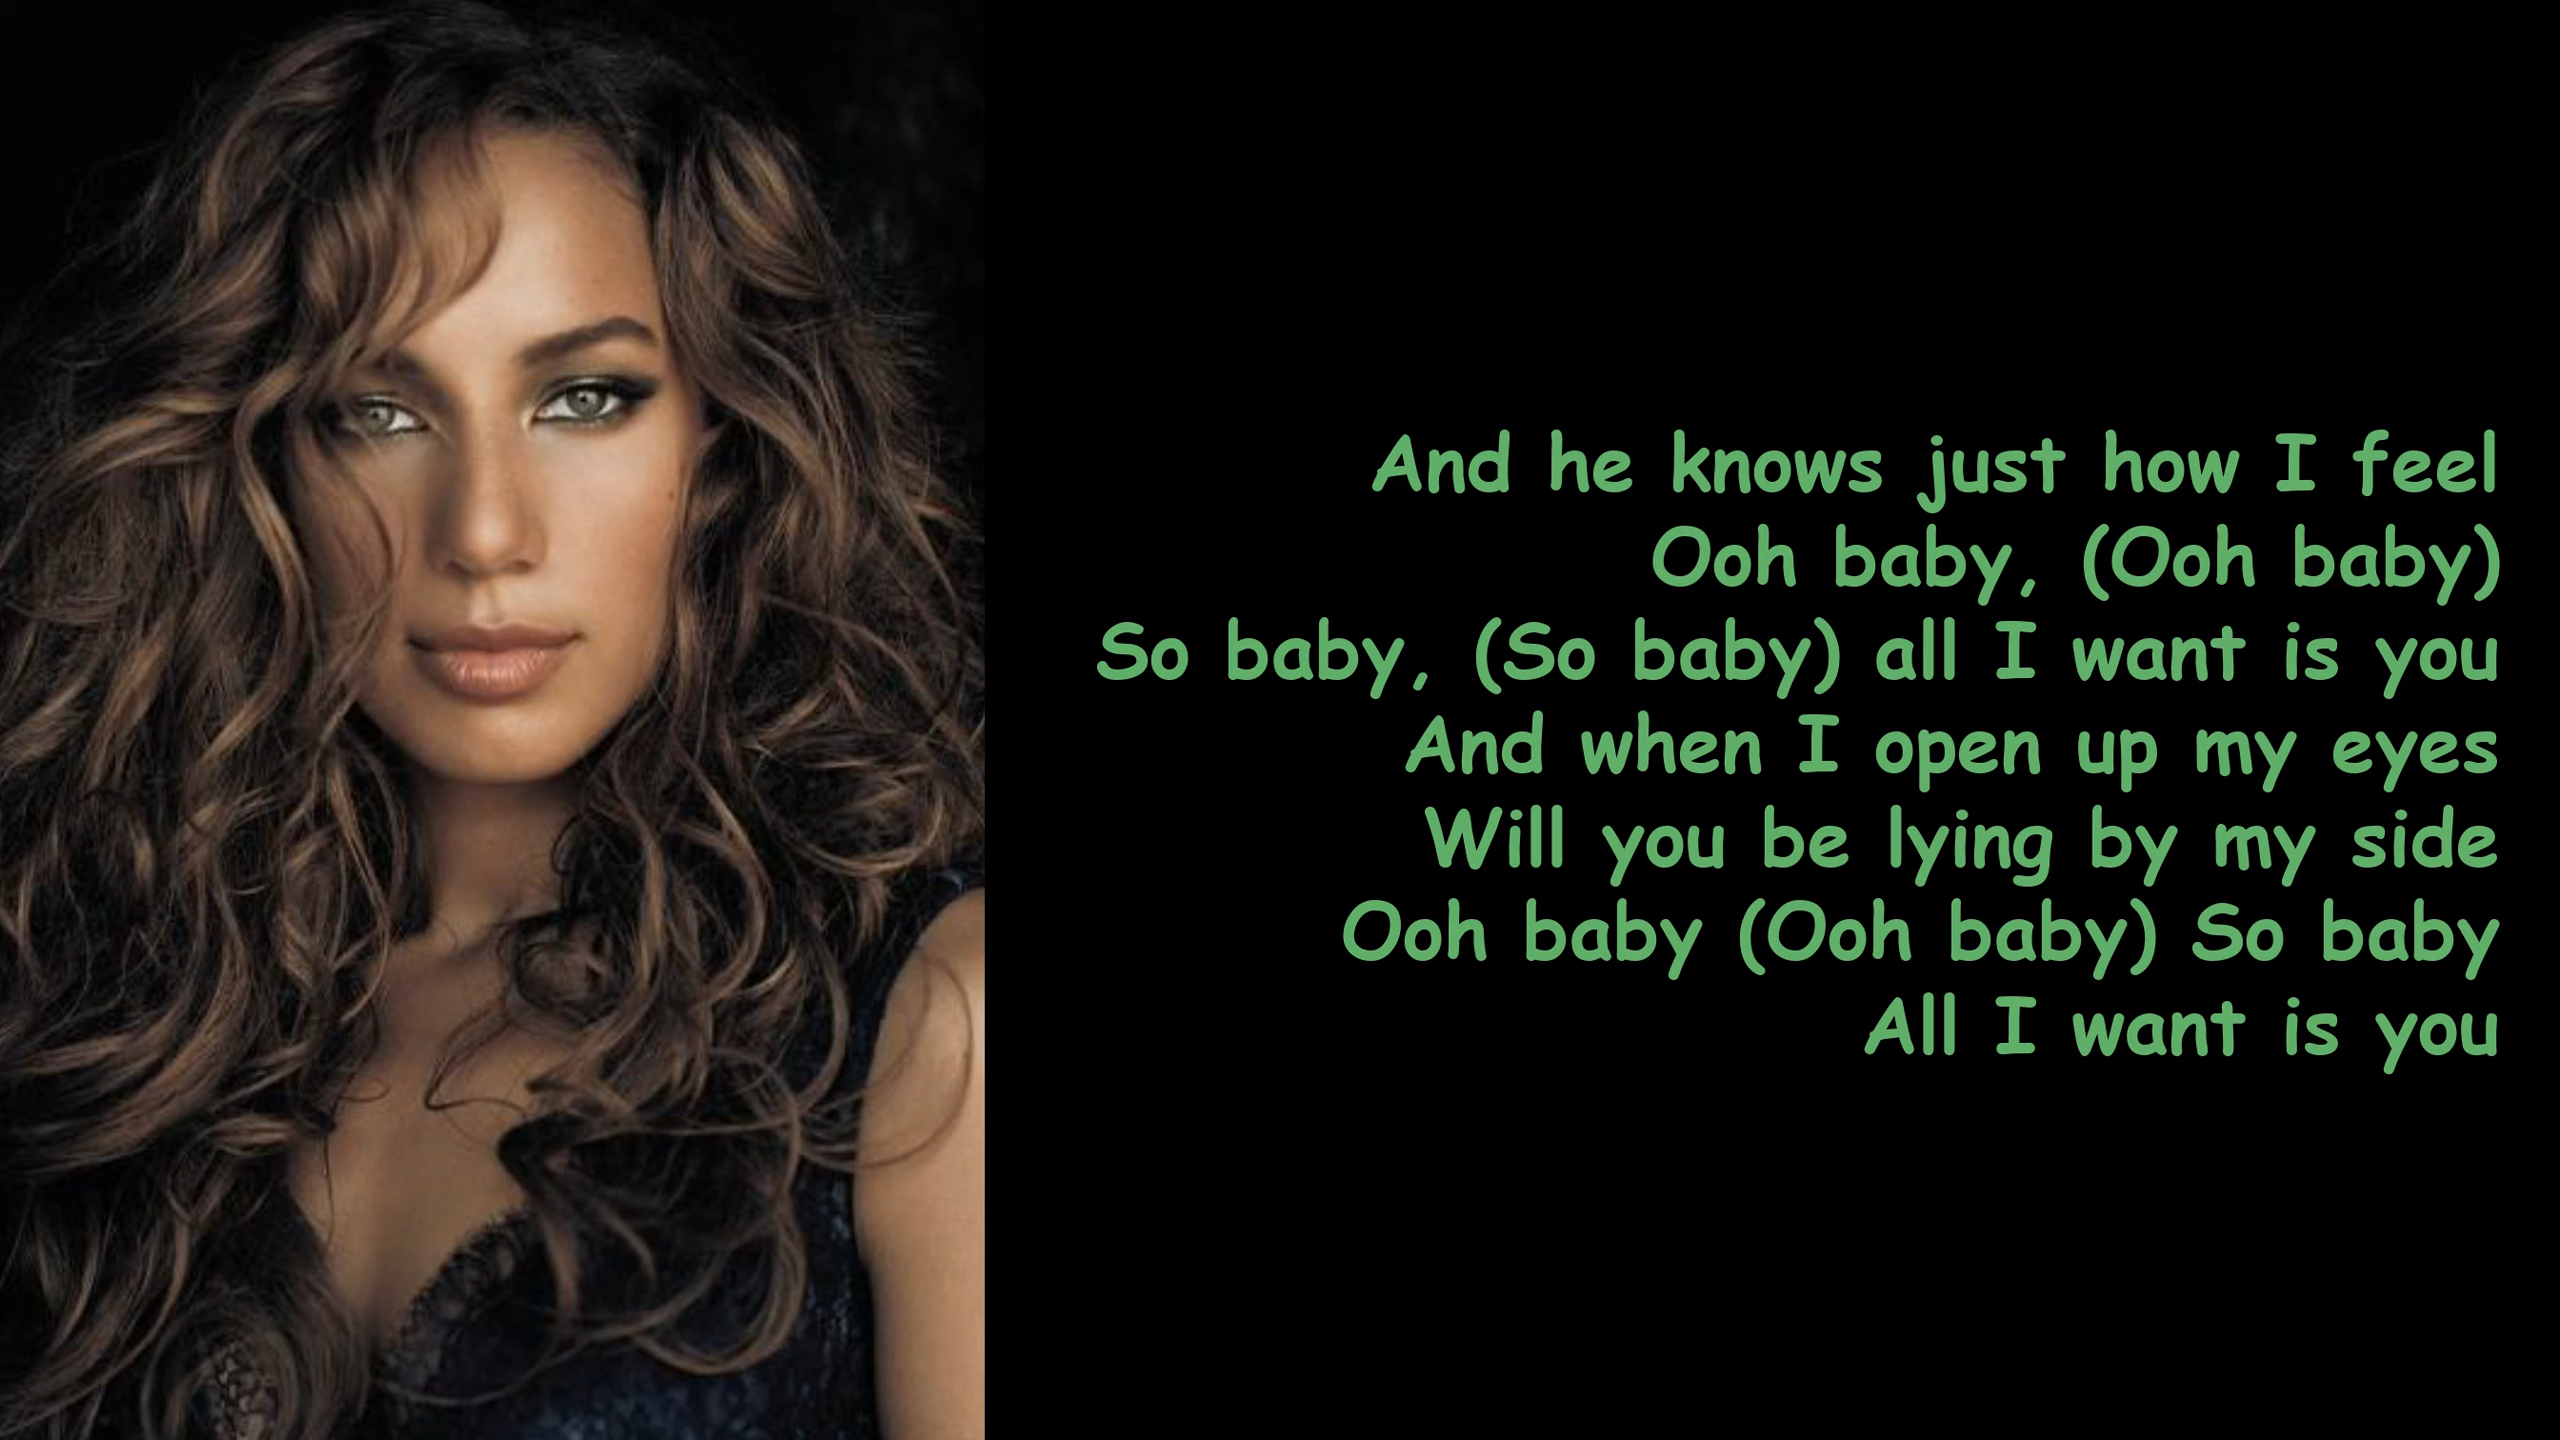 And he knows just how I feel
Ooh baby, (Ooh baby)
So baby, (So baby) all I want is you
And when I open up my eyes
Will you be lying by my side
Ooh baby (Ooh baby) So baby
All I want is you